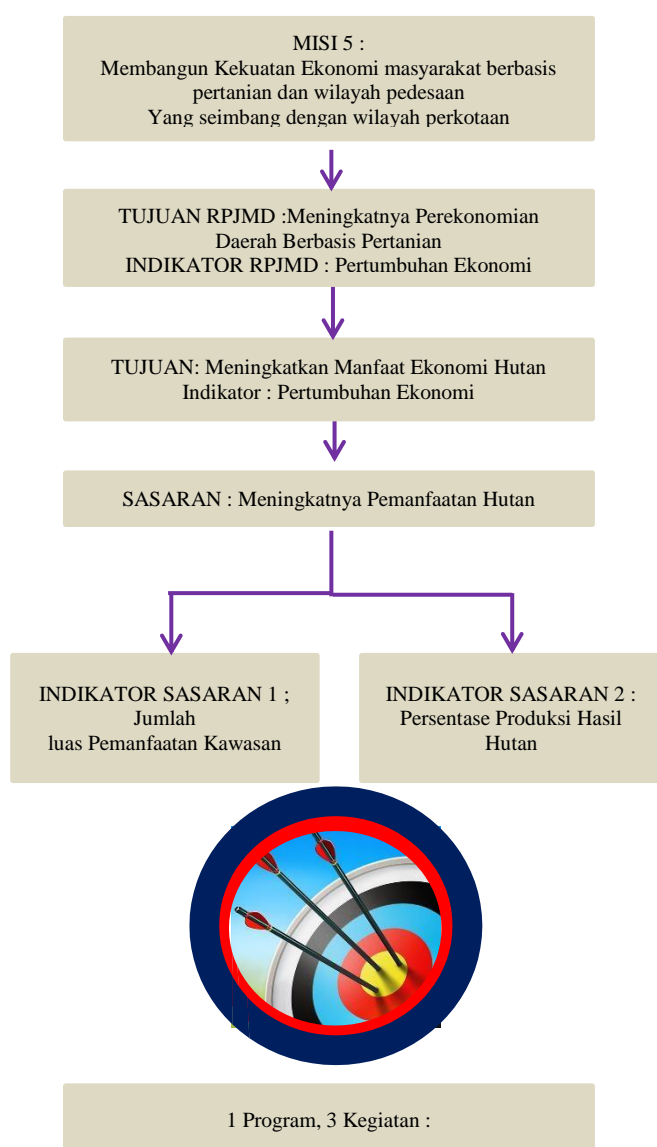 MISI 5 :
Membangun Kekuatan Ekonomi masyarakat berbasis
pertanian dan wilayah pedesaan
Yang seimbang dengan wilayah perkotaan
TUJUAN RPJMD :Meningkatnya Perekonomian
Daerah Berbasis Pertanian
INDIKATOR RPJMD : Pertumbuhan Ekonomi
TUJUAN: Meningkatkan Manfaat Ekonomi Hutan
Indikator : Pertumbuhan Ekonomi
SASARAN : Meningkatnya Pemanfaatan Hutan
INDIKATOR SASARAN 1 ;
Jumlah
luas Pemanfaatan Kawasan
INDIKATOR SASARAN 2 :
Persentase Produksi Hasil
Hutan
1 Program, 3 Kegiatan :